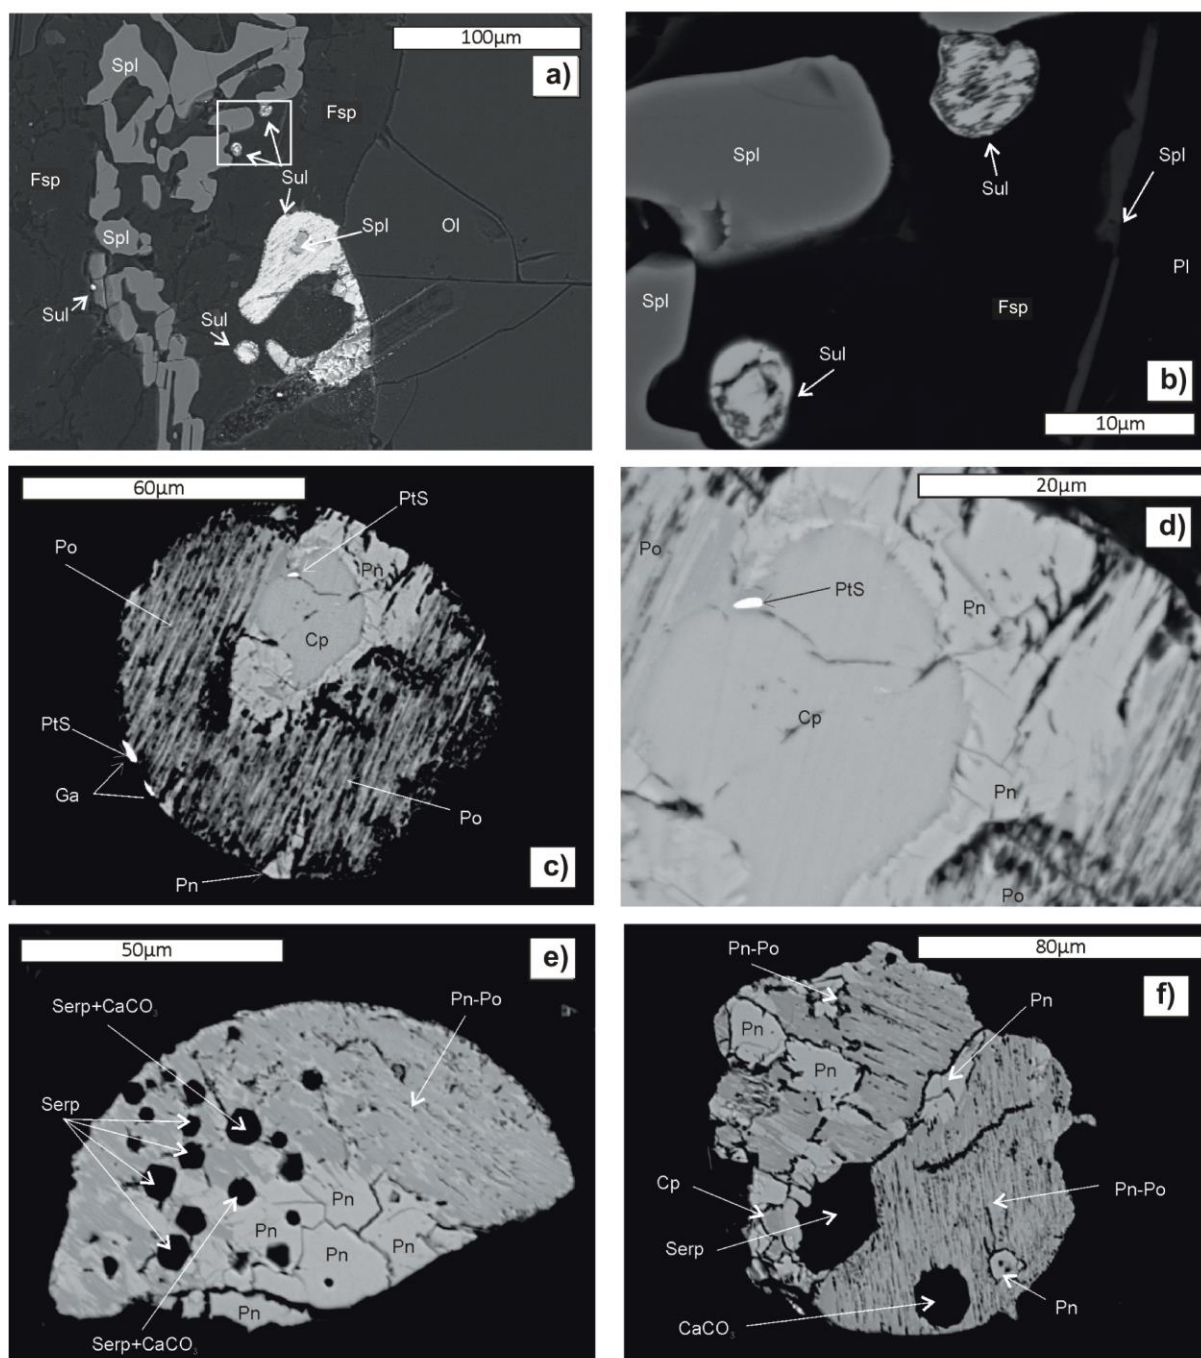 100µm
a)
Spl
Fsp
Fsp
Sul
Spl
Ol
Spl
Sul
Sul
b)
Spl
Sul
Spl
Pl
Spl
Fsp
Sul
10µm
60µm
PtS
Po
Pn
Cp
PtS
Ga
Po
Pn
c)
20µm
d)
Po
PtS
Pn
Cp
Pn
Po
50µm
e)
Serp+CaCO₃
Pn-Po
Serp
Pn
Pn
Pn
Pn
Pn
Serp+CaCO₃
80µm
f)
Pn-Po
Pn
Pn
Pn
Cp
Pn-Po
Serp
CaCO₃
Pn